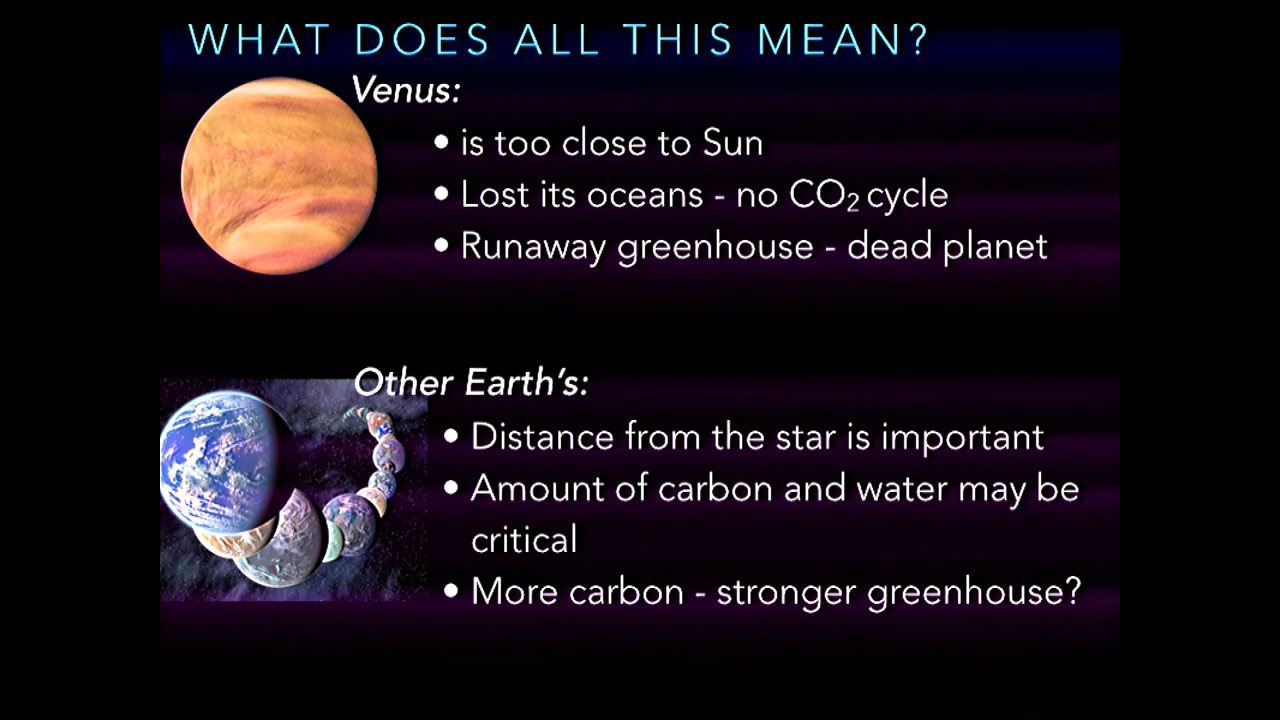 WHAT DOES ALL THIS MEAN?
Venus:
• is too close to Sun
• Lost its oceans - no CO₂ cycle
• Runaway greenhouse - dead planet
Other Earth's:
• Distance from the star is important
• Amount of carbon and water may be
critical
• More carbon - stronger greenhouse?